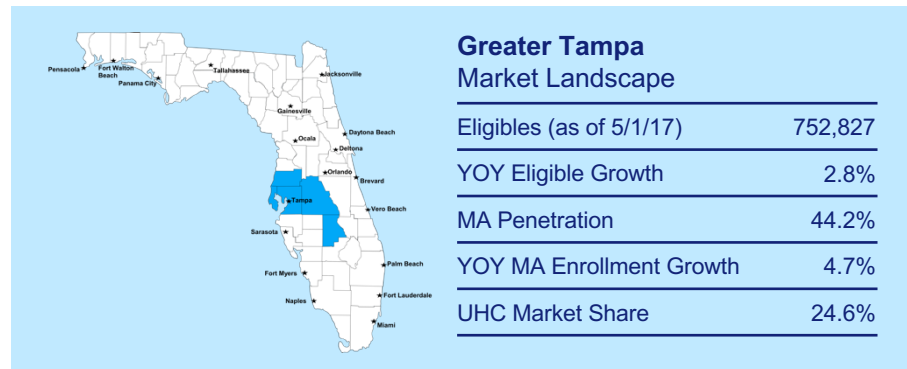 Greater Tampa
Market Landscape
Eligibles (as of 5/1/17) 752,827
YOY Eligible Growth 2.8%
MA Penetration 44.2%
YOY MA Enrollment Growth 4.7%
UHC Market Share 24.6%
Pensacola
Fort Walton
Beach
Panama City
Tallahassee
Jacksonville
Gainesville
Ocala
Daytona Beach
Deltona
Orlando
Brevard
Tampa
Vero Beach
Sarasota
Palm Beach
Fort Myers
Fort Lauderdale
Naples
Miami